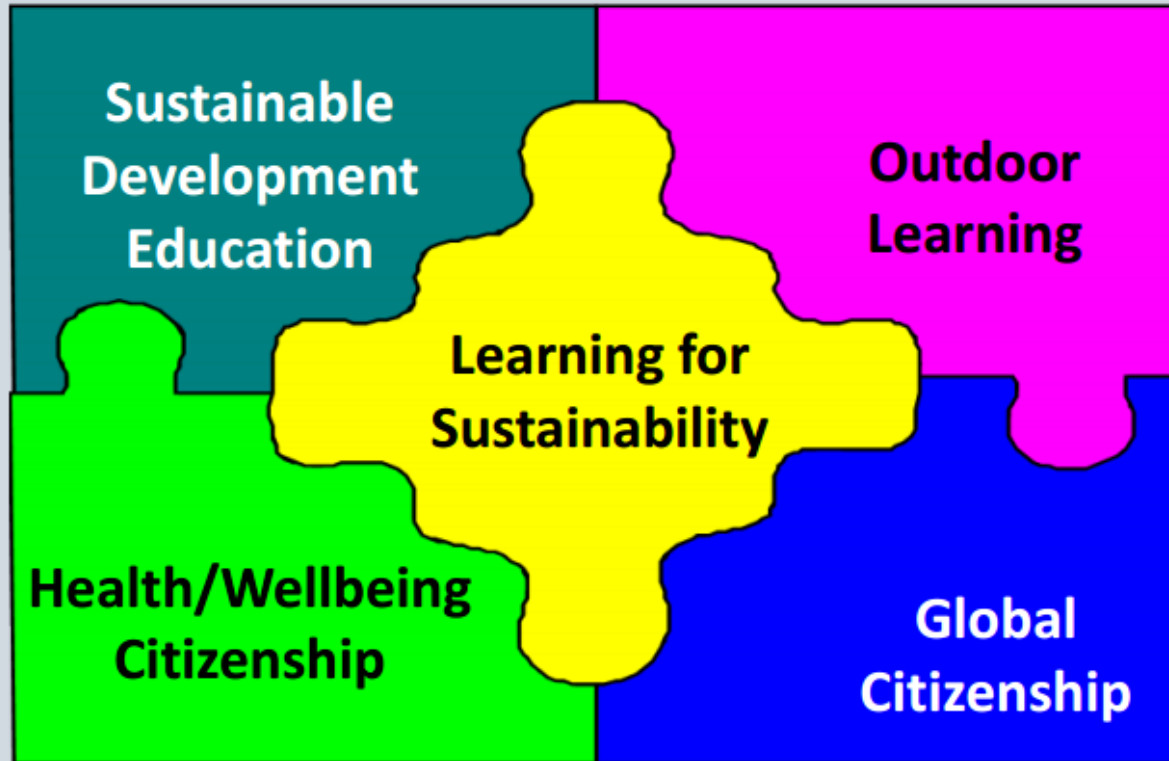 Sustainable
Development
Education
Outdoor
Learning
Learning for
Sustainability
Health/Wellbeing
Citizenship
Global
Citizenship